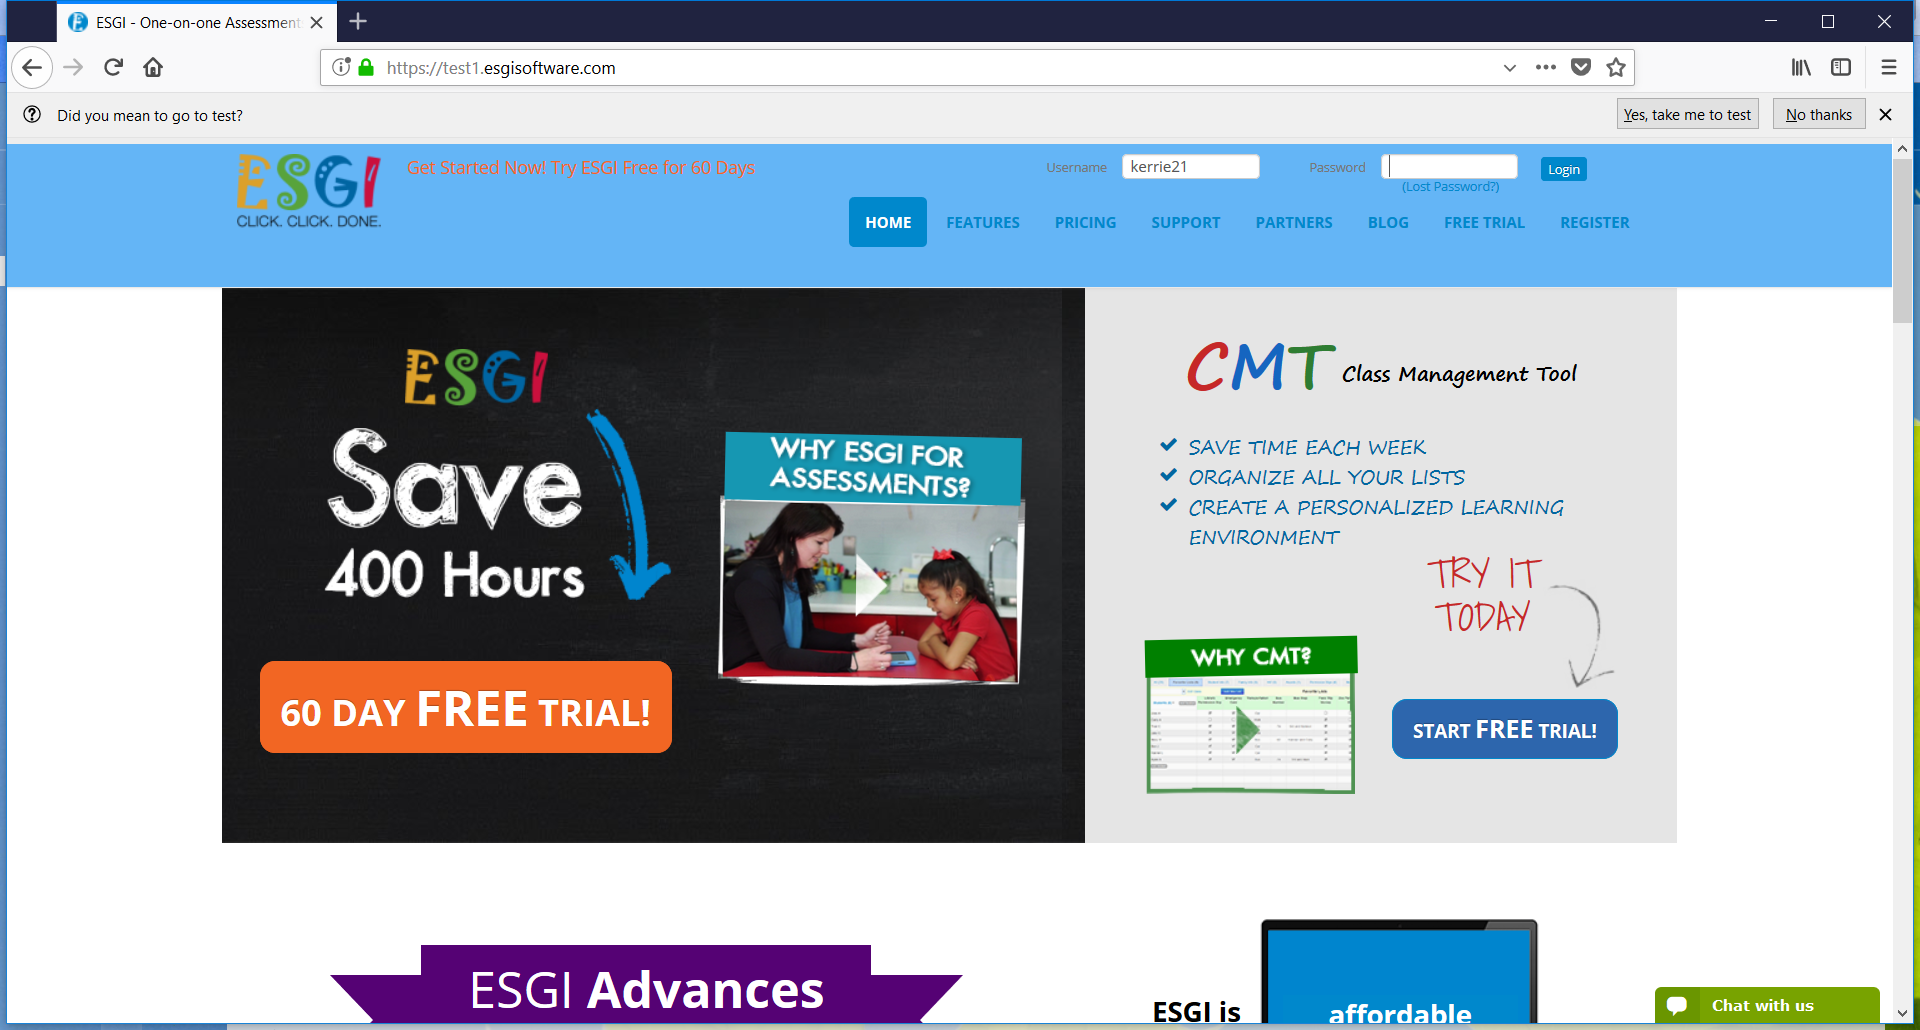 ESGI - One-on-one Assessment
https://test1.esgisoftware.com
Did you mean to go to test?
Yes, take me to test
No thanks
ESGI
CLICK. CLICK. DONE.
Get Started Now! Try ESGI Free for 60 Days
Username
kerrie21
Password
Login
(Lost Password?)
HOME
FEATURES
PRICING
SUPPORT
PARTNERS
BLOG
FREE TRIAL
REGISTER
ESGI
Save
400 Hours
60 DAY FREE TRIAL!
WHY ESGI FOR
ASSESSMENTS?
CMT Class Management Tool
SAVE TIME EACH WEEK
ORGANIZE ALL YOUR LISTS
CREATE A PERSONALIZED LEARNING
ENVIRONMENT
TRY IT
TODAY
WHY CMT?
START FREE TRIAL!
ESGI Advances
ESGI is
affordable
Chat with us